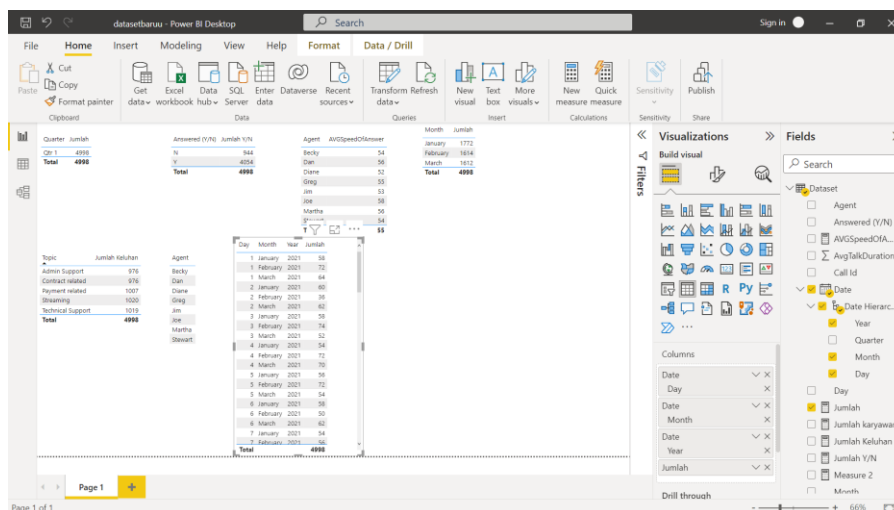 datasetbaruu - Power BI Desktop
Search
Sign in
File Home Insert Modeling View Help Format Data / Drill
Paste
Cut
Copy
Format painter
Get data
Excel workbook
Data hub
SQL Server
Enter data
Dataverse
Recent sources
Transform data
Refresh
New visual
Text box
More visuals
New measure
Quick measure
Sensitivity
Publish
Clipboard
Data
Queries
Insert
Calculations
Sensitivity
Share
Quarter Jumlah
Qtr 1 4998
Total 4998
Answered (Y/N) Jumlah Y/N
N 944
Y 4054
Total 4998
Agent AVGSpeedOfAnswer
Becky 54
Dan 56
Diane 52
Greg 55
Jim 53
Joe 58
Martha 56
54
55
Month Jumlah
January 1772
February 1614
March 1612
Total 4998
Topic Jumlah Keluhan
Admin Support 976
Contract related 976
Payment related 1007
Streaming 1020
Technical Support 1019
Total 4998
Agent
Becky
Dan
Diane
Greg
Jim
Joe
Martha
Stewart
Day Month Year Jumlah
1 January 2021 58
1 February 2021 72
1 March 2021 64
2 January 2021 60
2 February 2021 36
2 March 2021 62
3 January 2021 58
3 February 2021 74
3 March 2021 52
4 January 2021 54
4 February 2021 72
4 March 2021 70
5 January 2021 56
5 February 2021 72
5 March 2021 54
6 January 2021 58
6 February 2021 50
6 March 2021 62
7 January 2021 54
7 February 2021 56
Total 4998
Filters
Visualizations
Build visual
R Py
Columns
Date
Day
Date
Month
Date
Year
Jumlah
Drill through
Fields
Search
Dataset
Agent
Answered (Y/N)
AVGSpeedOfA...
AvgTalkDuration
Call Id
Date
Date Hierarc...
Year
Quarter
Month
Day
Day
Jumlah
Jumlah karyawa
Jumlah Keluhan
Jumlah Y/N
Measure 2
Month
Page 1
Page 1 of 1
66%